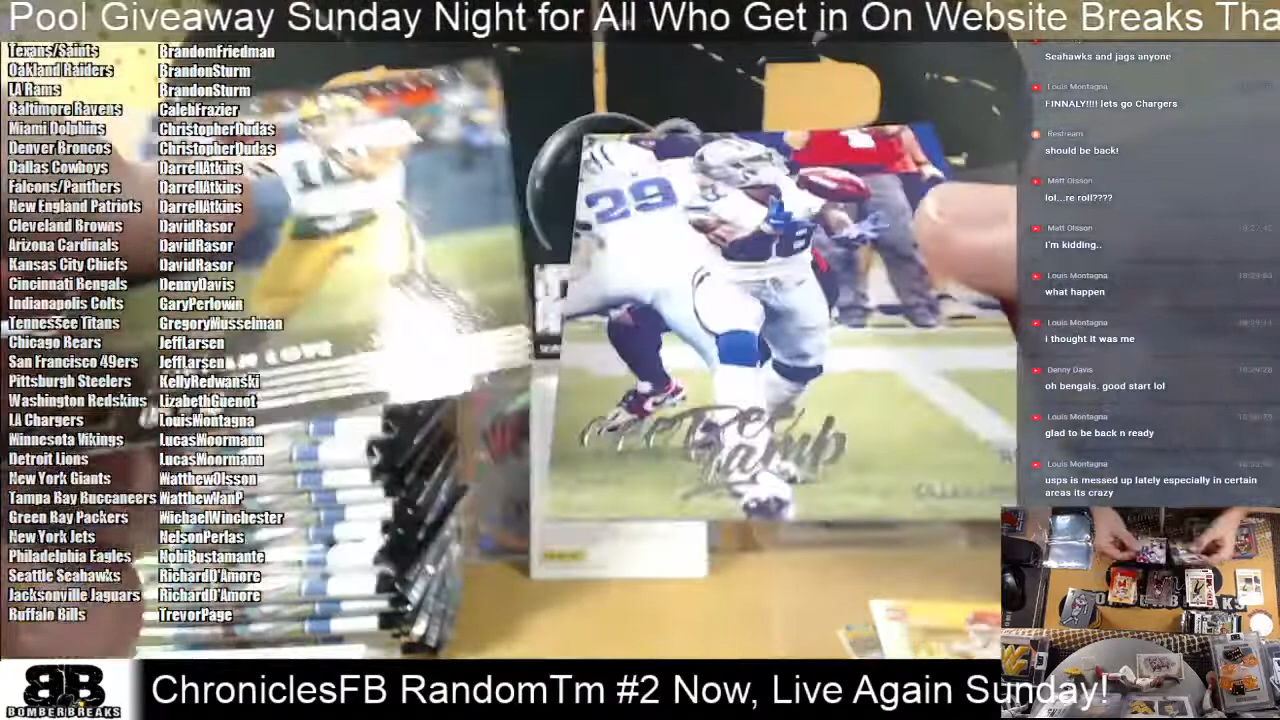 Pool Giveaway Sunday Night for All Who Get in On Website Breaks Tha
Texans/Saints BrandonFriedman
Oakland Raiders BrandonSturm
LA Rams BrandonSturm
Baltimore Ravens CalebFrazier
Miami Dolphins ChristopherDudas
Denver Broncos ChristopherDudas
Dallas Cowboys DarrellAtkins
Falcons/Panthers DarrellAtkins
New England Patriots DarrellAtkins
Cleveland Browns DavidRasor
Arizona Cardinals DavidRasor
Kansas City Chiefs DavidRasor
Cincinnati Bengals DennyDavis
Indianapolis Colts GaryPerlowin
TennesSee Titans GregoryMusselman
Chicago Bears JeffLarsen
San Francisco 49ers JeffLarsen
Pittsburgh Steelers KellyRedwanski
Washington Redskins LizabethGuenot
LA Chargers LouisMontagna
Minnesota Vikings LucasMoormann
Detroit Lions LucasMoormann
New York Giants MatthewOlsson
Tampa Bay Buccaneers MatthewVanP
Green Bay Packers MichaelWinchester
New York Jets NelsonPerlas
Philadelphia Eagles NobiBustamante
Seattle Seahawks RichardD'Amore
Jacksonville Jaguars RichardD'Amore
Buffalo Bills TrevorPage
29
LOVE
CeeDee
Lamb
Seahawks and jags anyone
Louis Montagna
FINNALY!!!! lets go Chargers
Restream
should be back!
Matt Olsson
lol...re roll????
Matt Olsson
I'm kidding..
Louis Montagna
what happen
Louis Montagna
i thought it was me
Denny Davis
oh bengals. good start lol
Louis Montagna
glad to be back n ready
Louis Montagna
usps is messed up lately especially in certain
areas its crazy
BB
BOMBERBREAKS
ChroniclesFB RandomTm #2 Now, Live Again Sunday!